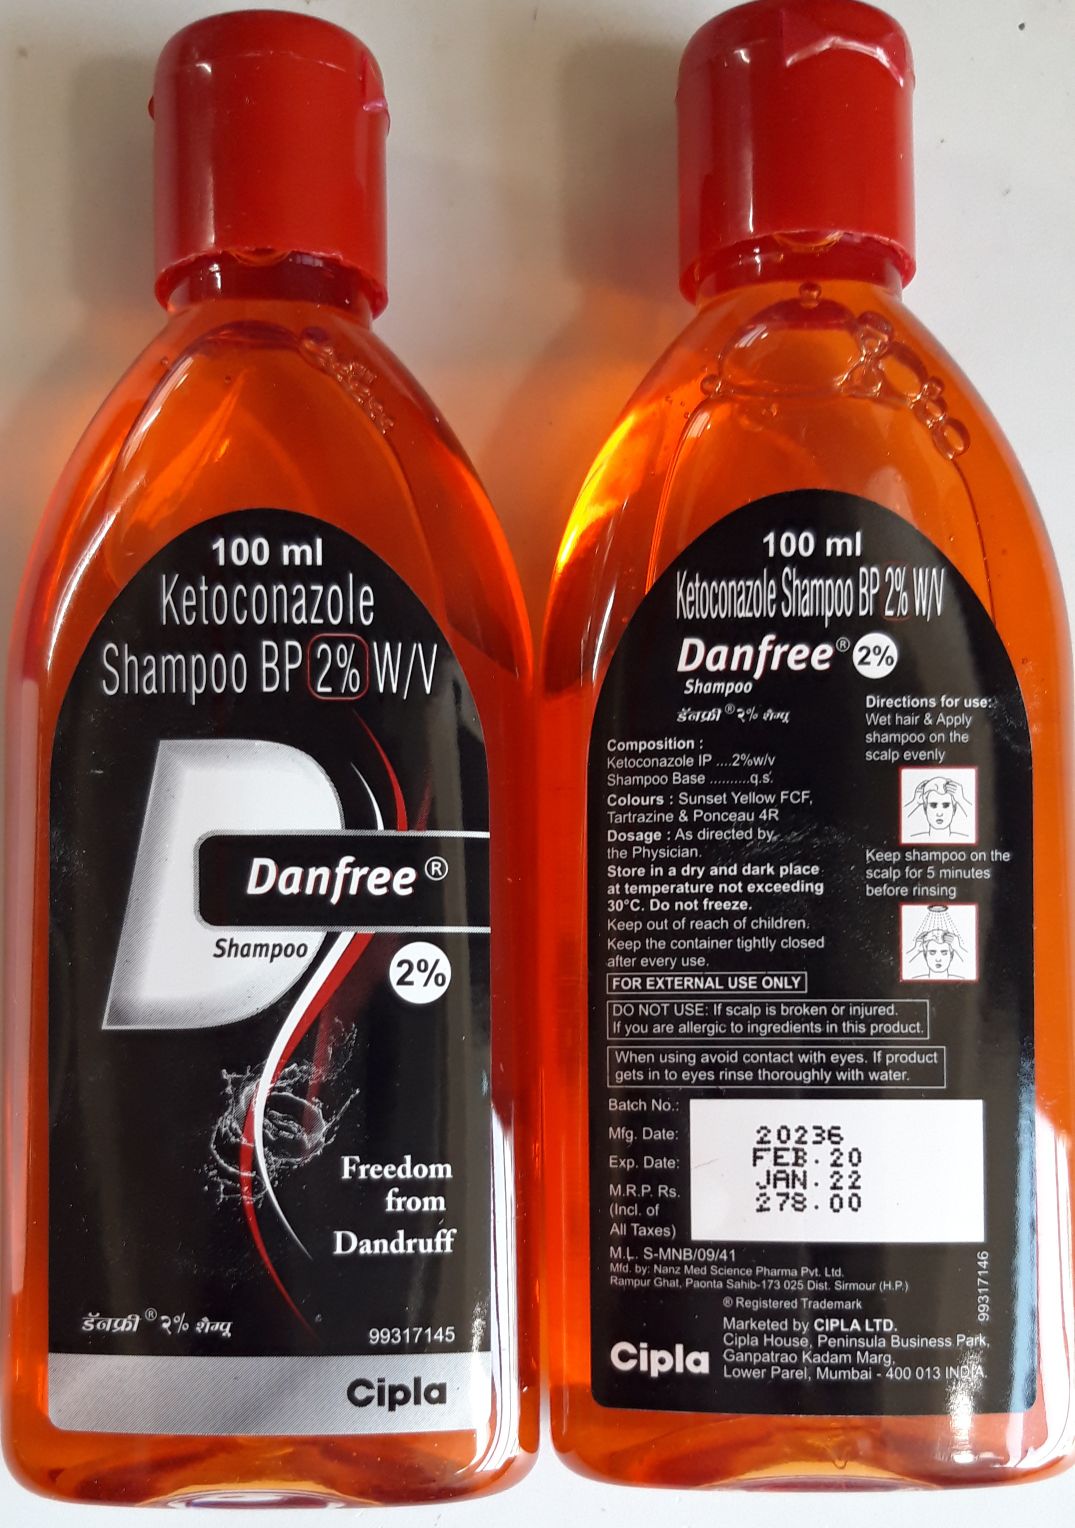 100 ml
Ketoconazole
Shampoo BP 2% W/V
Danfree®
Shampoo
2%
Freedom
from
Dandruff
डॅनफ्री® २% शैम्पू
99317145
Cipla
100 ml
Ketoconazole Shampoo BP 2% W/V
Danfree® 2%
Shampoo
डॅनफ्री® २% शैम्पू
Composition :
Ketoconazole IP ....2%w/v
Shampoo Base ..........q.s.
Colours : Sunset Yellow FCF,
Tartrazine & Ponceau 4R
Dosage : As directed by
the Physician.
Store in a dry and dark place
at temperature not exceeding
30°C. Do not freeze.
Keep out of reach of children.
Keep the container tightly closed
after every use.
FOR EXTERNAL USE ONLY
Directions for use:
Wet hair & Apply
shampoo on the
scalp evenly
Keep shampoo on the
scalp for 5 minutes
before rinsing
DO NOT USE: If scalp is broken or injured.
If you are allergic to ingredients in this product.
When using avoid contact with eyes. If product
gets in to eyes rinse thoroughly with water.
Batch No.: 20236
Mfg. Date: FEB.20
Exp. Date: JAN.22
M.R.P. Rs. 278.00
(Incl. of
All Taxes)
M.L. S-MNB/09/41
Mfd. by: Nanz Med Science Pharma Pvt. Ltd.
Rampur Ghat, Paonta Sahib-173 025 Dist. Sirmour (H.P.)
® Registered Trademark
99317146
Cipla
Marketed by CIPLA LTD.
Cipla House, Peninsula Business Park,
Ganpatrao Kadam Marg,
Lower Parel, Mumbai - 400 013 INDIA.